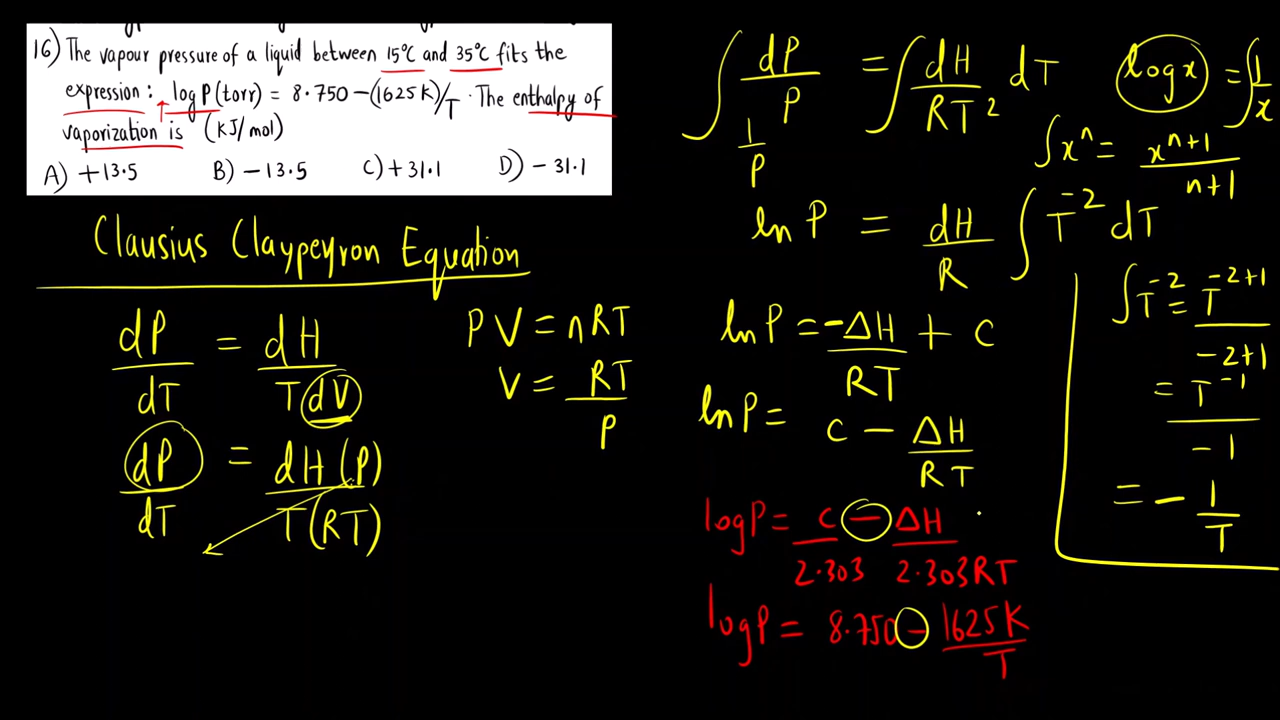 16) The vapour pressure of a liquid between 15°C and 35°C fits the
expression: log P (torr) = 8.750 - (1625 K)/T . The enthalpy of
vaporization is (KJ/mol)
A) +13.5 B) -13.5 C) +31.1 D) -31.1
Clausius Claypeyron Equation
dP/dT = dH/T dV
dP/dT = dH(P)/T(RT)
PV = nRT
V = RT/P
∫ dP/P = ∫ dH/RT² dT
1/P
ln P = dH/R ∫ T⁻² dT
ln P = -ΔH/RT + C
ln P = C - ΔH/RT
log P = C/2.303 - ΔH/2.303RT
log P = 8.750 - 1625K/T
log x = ∫ 1/x
∫xⁿ = xⁿ⁺¹/n+1
∫T⁻² = T⁻²⁺¹/-2+1
= T⁻¹/-1
= - 1/T